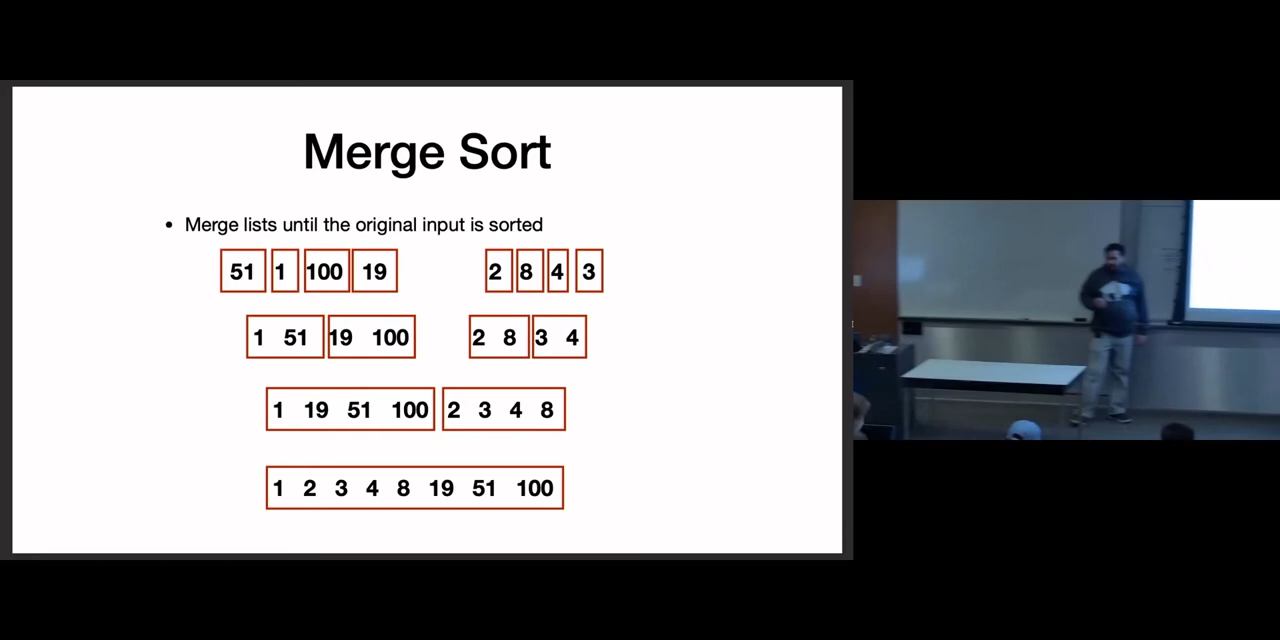 Merge Sort
• Merge lists until the original input is sorted
51 1 100 19 2 8 4 3
1 51 19 100 2 8 3 4
1 19 51 100 2 3 4 8
1 2 3 4 8 19 51 100